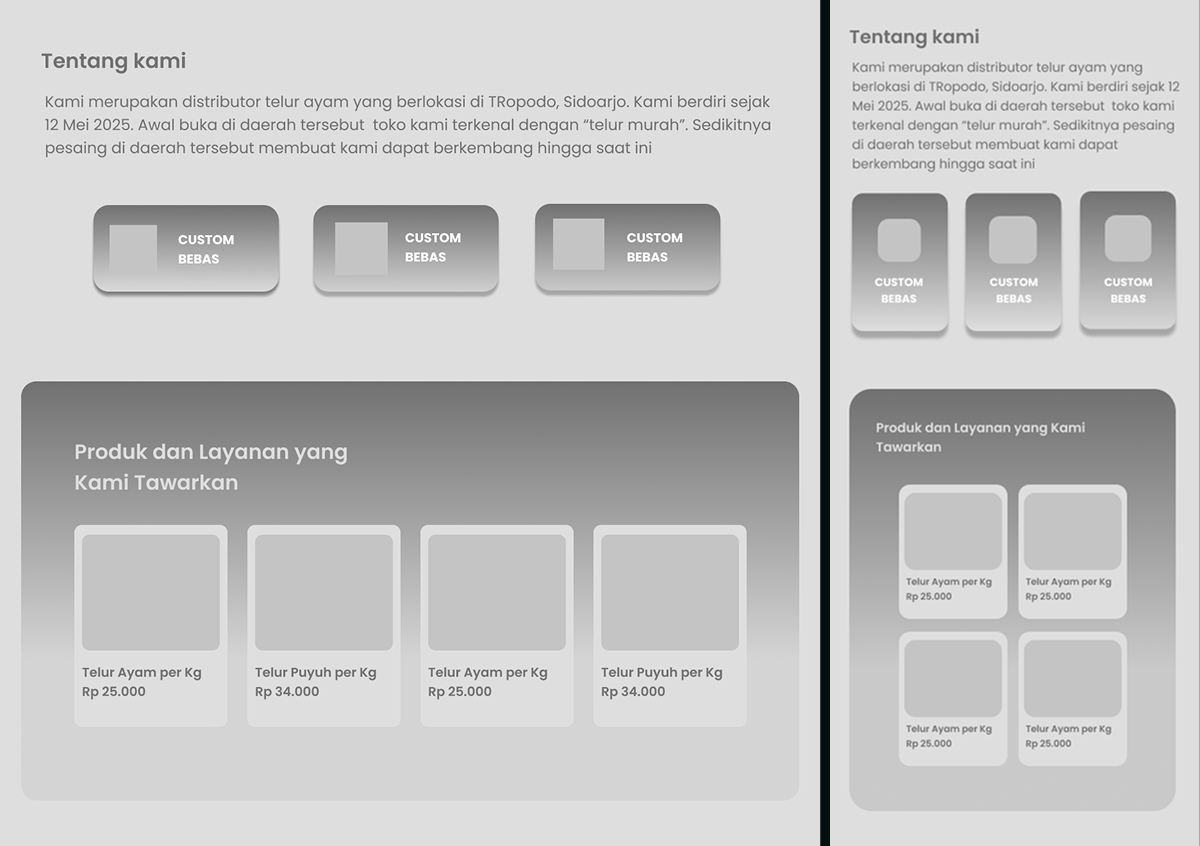 Tentang kami
Kami merupakan distributor telur ayam yang berlokasi di TRopodo, Sidoarjo. Kami berdiri sejak
12 Mei 2025. Awal buka di daerah tersebut  toko kami terkenal dengan “telur murah”. Sedikitnya
pesaing di daerah tersebut membuat kami dapat berkembang hingga saat ini
CUSTOM
BEBAS
CUSTOM
BEBAS
CUSTOM
BEBAS
Produk dan Layanan yang
Kami Tawarkan
Telur Ayam per Kg
Rp 25.000
Telur Puyuh per Kg
Rp 34.000
Telur Ayam per Kg
Rp 25.000
Telur Puyuh per Kg
Rp 34.000
Tentang kami
Kami merupakan distributor telur ayam yang
berlokasi di TRopodo, Sidoarjo. Kami berdiri sejak 12
Mei 2025. Awal buka di daerah tersebut  toko kami
terkenal dengan “telur murah”. Sedikitnya pesaing
di daerah tersebut membuat kami dapat
berkembang hingga saat ini
CUSTOM
BEBAS
CUSTOM
BEBAS
CUSTOM
BEBAS
Produk dan Layanan yang Kami
Tawarkan
Telur Ayam per Kg
Rp 25.000
Telur Ayam per Kg
Rp 25.000
Telur Ayam per Kg
Rp 25.000
Telur Ayam per Kg
Rp 25.000